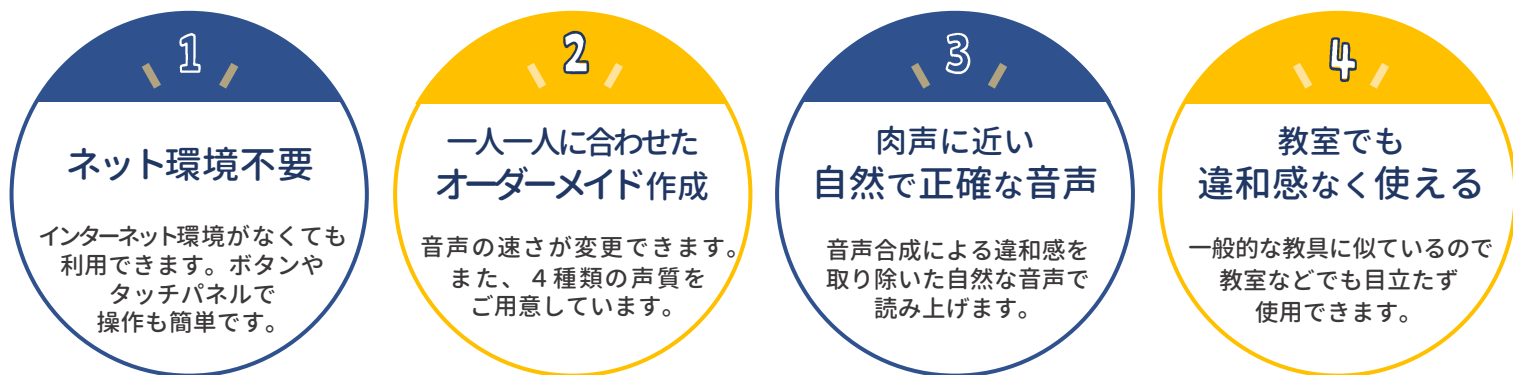 1
ネット環境不要
インターネット環境がなくても
利用できます。ボタンや
タッチパネルで
操作も簡単です。
2
一人一人に合わせた
オーダーメイド作成
音声の速さが変更できます。
また、４種類の声質を
ご用意しています。
3
肉声に近い
自然で正確な音声
音声合成による違和感を
取り除いた自然な音声で
読み上げます。
4
教室でも
違和感なく使える
一般的な教具に似ているので
教室などでも目立たず
使用できます。